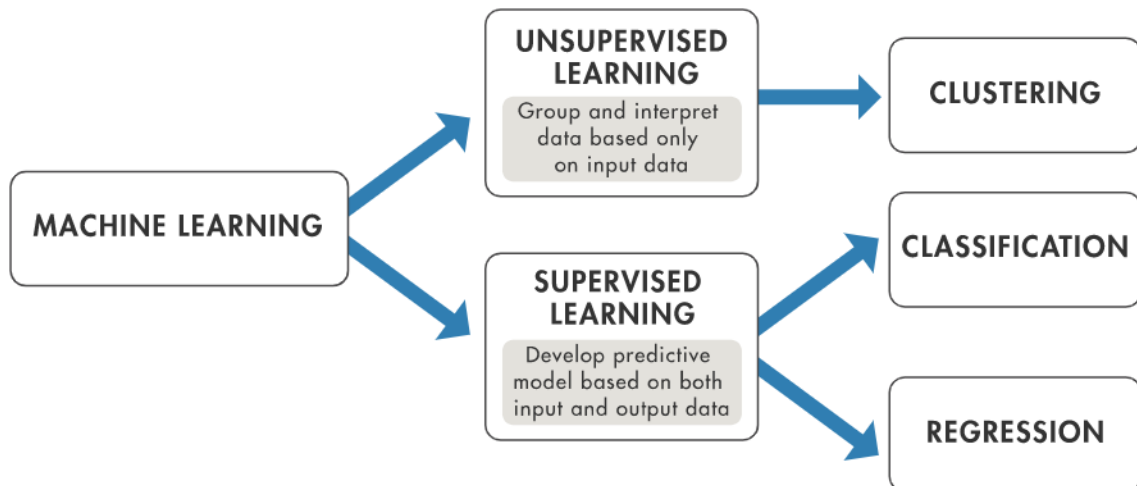 MACHINE LEARNING
UNSUPERVISED
LEARNING
Group and interpret
data based only
on input data
CLUSTERING
SUPERVISED
LEARNING
Develop predictive
model based on both
input and output data
CLASSIFICATION
REGRESSION